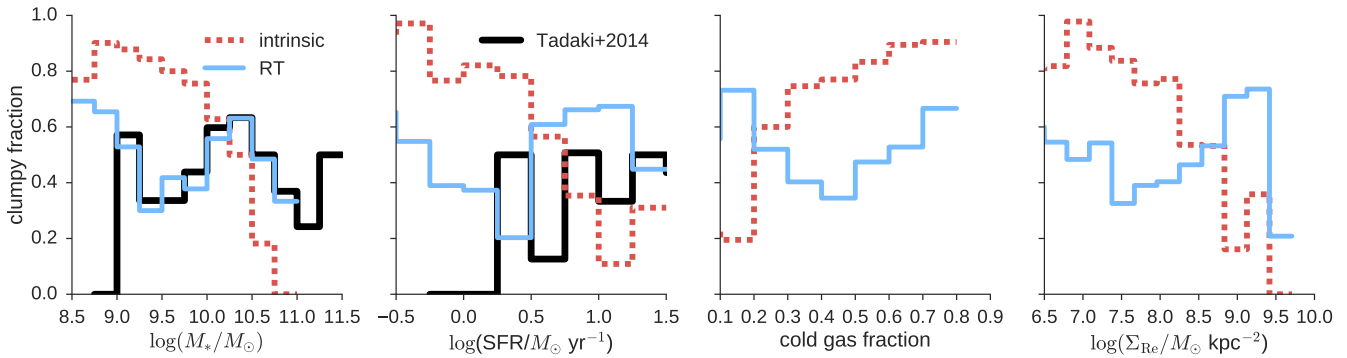 clumpy fraction
1.0
0.8
0.6
0.4
0.2
0.0
intrinsic
RT
Tadaki+2014
8.5 9.0 9.5 10.0 10.5 11.0 11.5
log(M*/M⊙)
−0.5 0.0 0.5 1.0 1.5
log(SFR/M⊙ yr⁻¹)
0.1 0.2 0.3 0.4 0.5 0.6 0.7 0.8 0.9
cold gas fraction
6.5 7.0 7.5 8.0 8.5 9.0 9.5 10.0
log(ΣRe/M⊙ kpc⁻²)